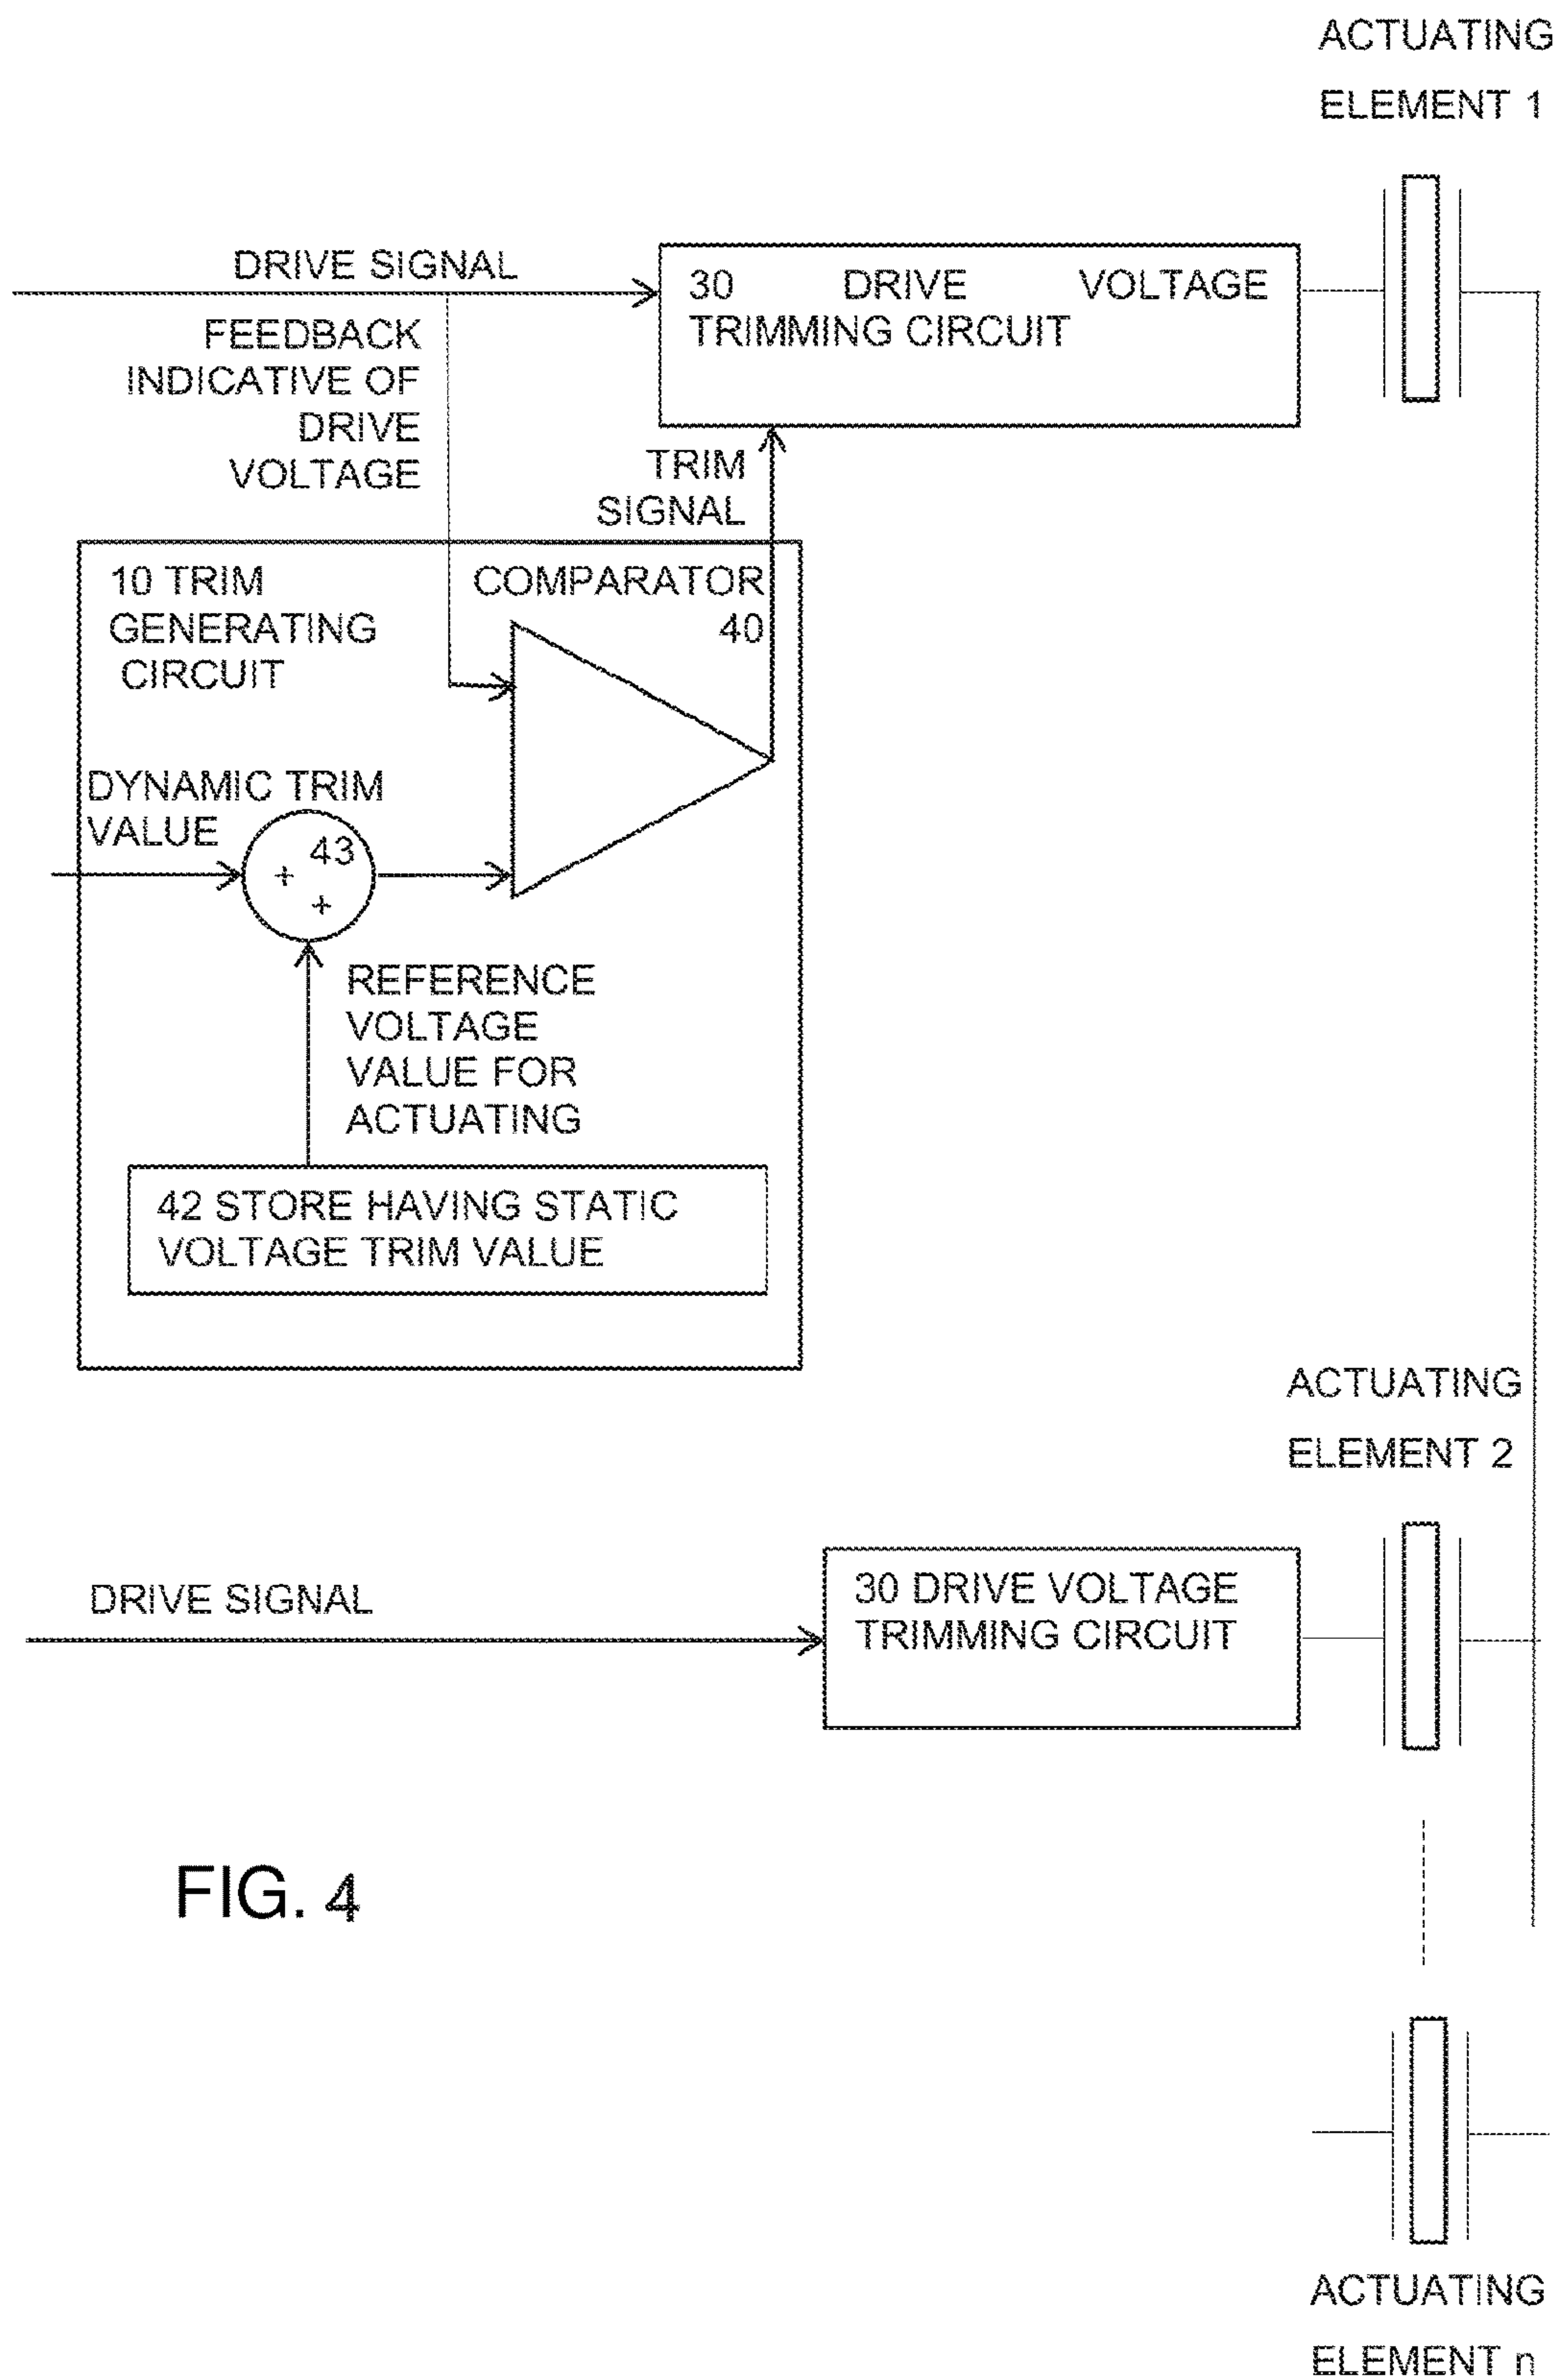 ACTUATING
ELEMENT 1
DRIVE SIGNAL
30 DRIVE VOLTAGE
TRIMMING CIRCUIT
FEEDBACK
INDICATIVE OF
DRIVE
VOLTAGE
TRIM
SIGNAL
10 TRIM
GENERATING
CIRCUIT
COMPARATOR
40
DYNAMIC TRIM
VALUE
43
+
+
REFERENCE
VOLTAGE
VALUE FOR
ACTUATING
42 STORE HAVING STATIC
VOLTAGE TRIM VALUE
ACTUATING
ELEMENT 2
DRIVE SIGNAL
30 DRIVE VOLTAGE
TRIMMING CIRCUIT
FIG. 4
ACTUATING
ELEMENT n